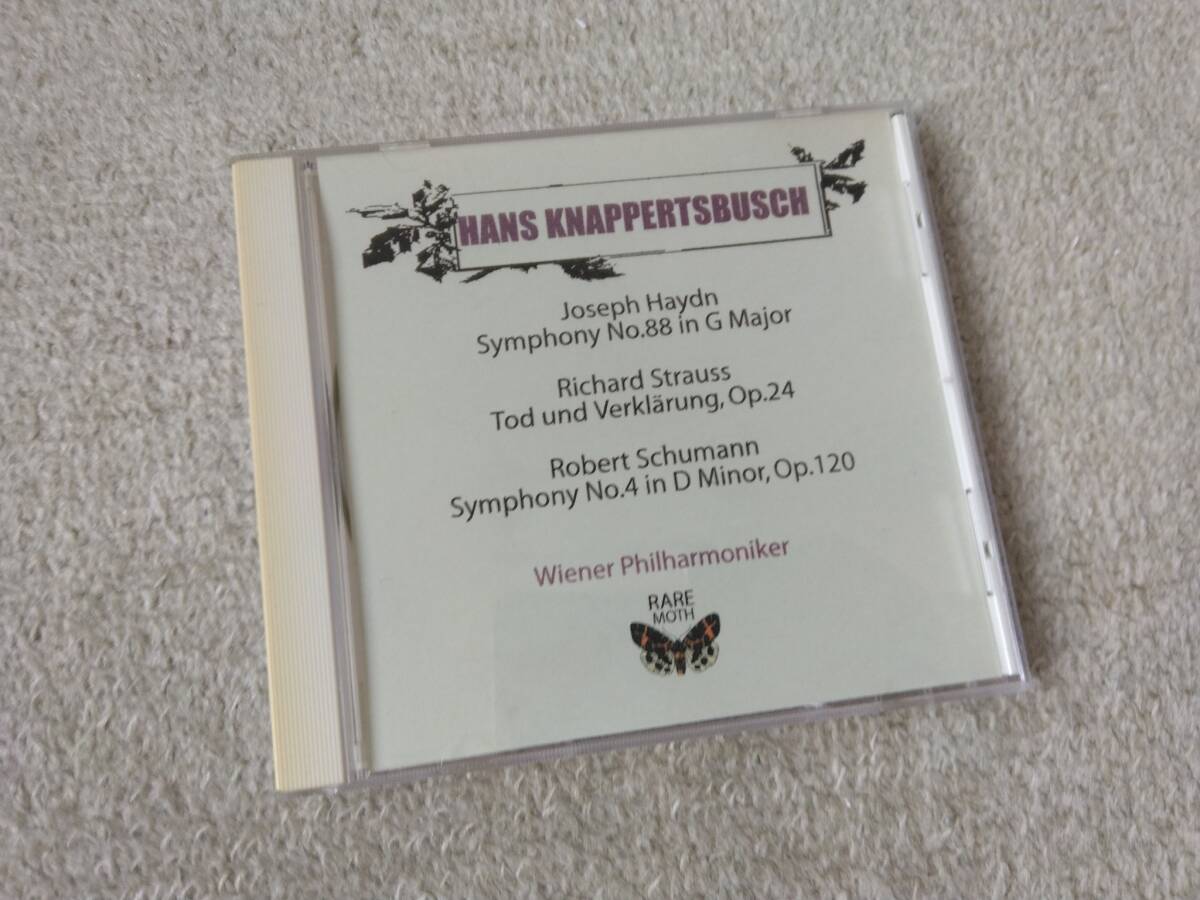 HANS KNAPPERTSBUSCH
Joseph Haydn
Symphony No.88 in G Major
Richard Strauss
Tod und Verklärung, Op.24
Robert Schumann
Symphony No.4 in D Minor, Op.120
Wiener Philharmoniker
RARE
MOTH